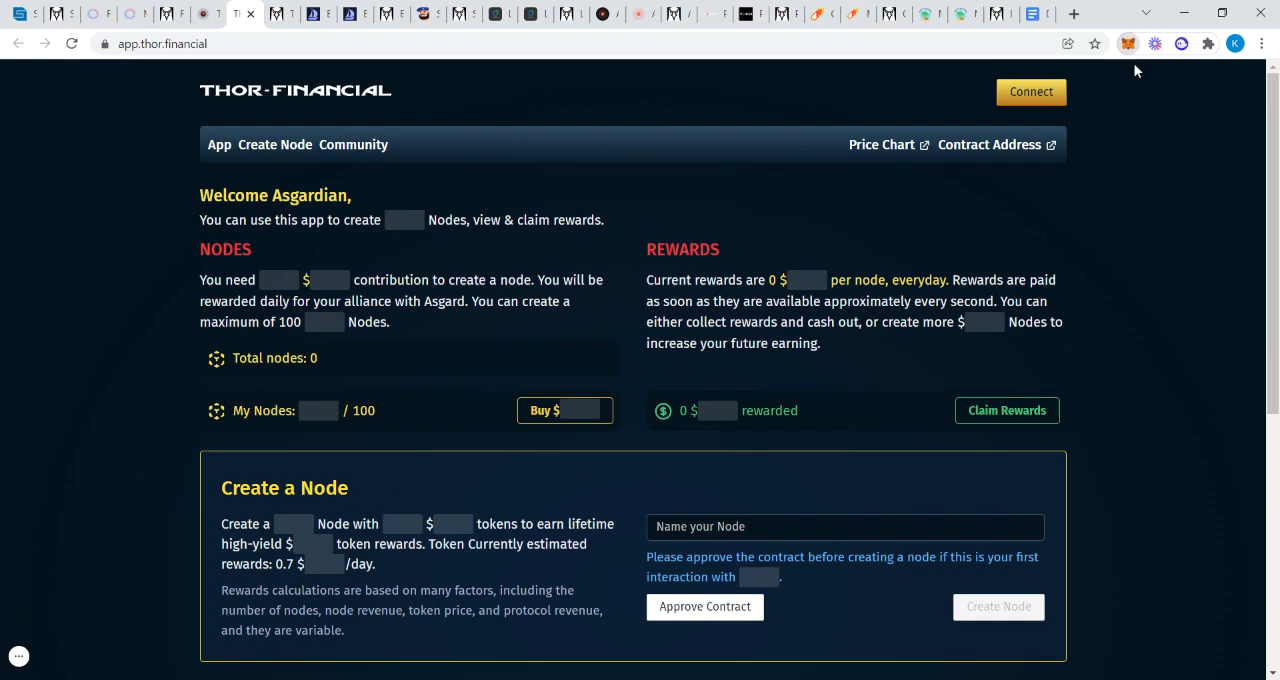 app.thor.financial
K
THOR-FINANCIAL
Connect
App Create Node Community
Price Chart Contract Address
Welcome Asgardian,
You can use this app to create Nodes, view & claim rewards.
NODES
You need $ contribution to create a node. You will be
rewarded daily for your alliance with Asgard. You can create a
maximum of 100 Nodes.
Total nodes: 0
My Nodes: / 100
Buy $
REWARDS
Current rewards are 0 $ per node, everyday. Rewards are paid
as soon as they are available approximately every second. You can
either collect rewards and cash out, or create more $ Nodes to
increase your future earning.
0 $ rewarded
Claim Rewards
Create a Node
Create a Node with $ tokens to earn lifetime
high-yield $ token rewards. Token Currently estimated
rewards: 0.7 $ /day.
Rewards calculations are based on many factors, including the
number of nodes, node revenue, token price, and protocol revenue,
and they are variable.
Name your Node
Please approve the contract before creating a node if this is your first
interaction with .
Approve Contract
Create Node